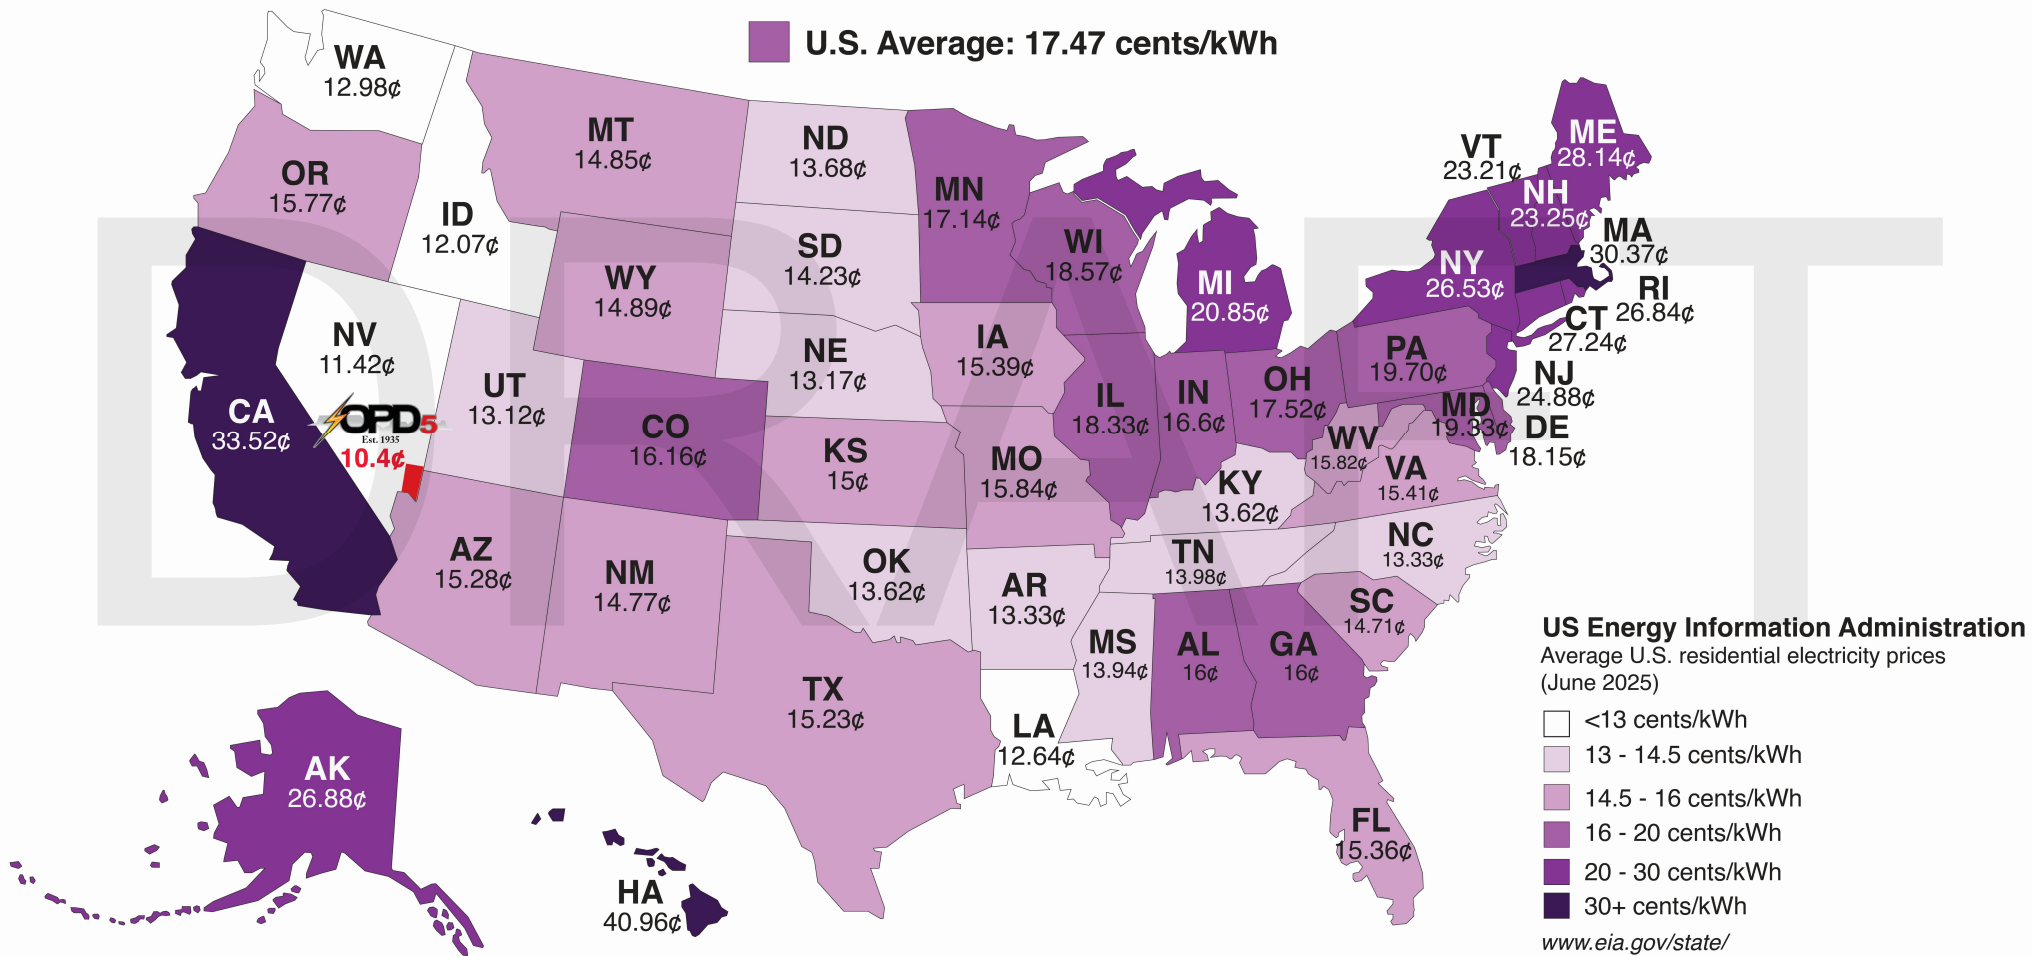 U.S. Average: 17.47 cents/kWh
WA
12.98¢
MT
14.85¢
ND
13.68¢
MN
17.14¢
VT
23.21¢
ME
28.14¢
NH
23.25¢
OR
15.77¢
ID
12.07¢
WY
14.89¢
SD
14.23¢
WI
18.57¢
MI
20.85¢
NY
26.53¢
MA
30.37¢
RI
26.84¢
CT
27.24¢
NV
11.42¢
UT
13.12¢
NE
13.17¢
IA
15.39¢
IL
18.33¢
IN
16.6¢
OH
17.52¢
PA
19.70¢
NJ
24.88¢
MD
19.33¢
DE
18.15¢
CA
33.52¢
OPD5
Est. 1935
10.4¢
CO
16.16¢
KS
15¢
MO
15.84¢
KY
13.62¢
WV
15.82¢
VA
15.41¢
AZ
15.28¢
NM
14.77¢
OK
13.62¢
AR
13.33¢
TN
13.98¢
NC
13.33¢
SC
14.71¢
MS
13.94¢
AL
16¢
GA
16¢
TX
15.23¢
LA
12.64¢
FL
15.36¢
AK
26.88¢
HA
40.96¢
DRAFT
US Energy Information Administration
Average U.S. residential electricity prices
(June 2025)
<13 cents/kWh
13 - 14.5 cents/kWh
14.5 - 16 cents/kWh
16 - 20 cents/kWh
20 - 30 cents/kWh
30+ cents/kWh
www.eia.gov/state/